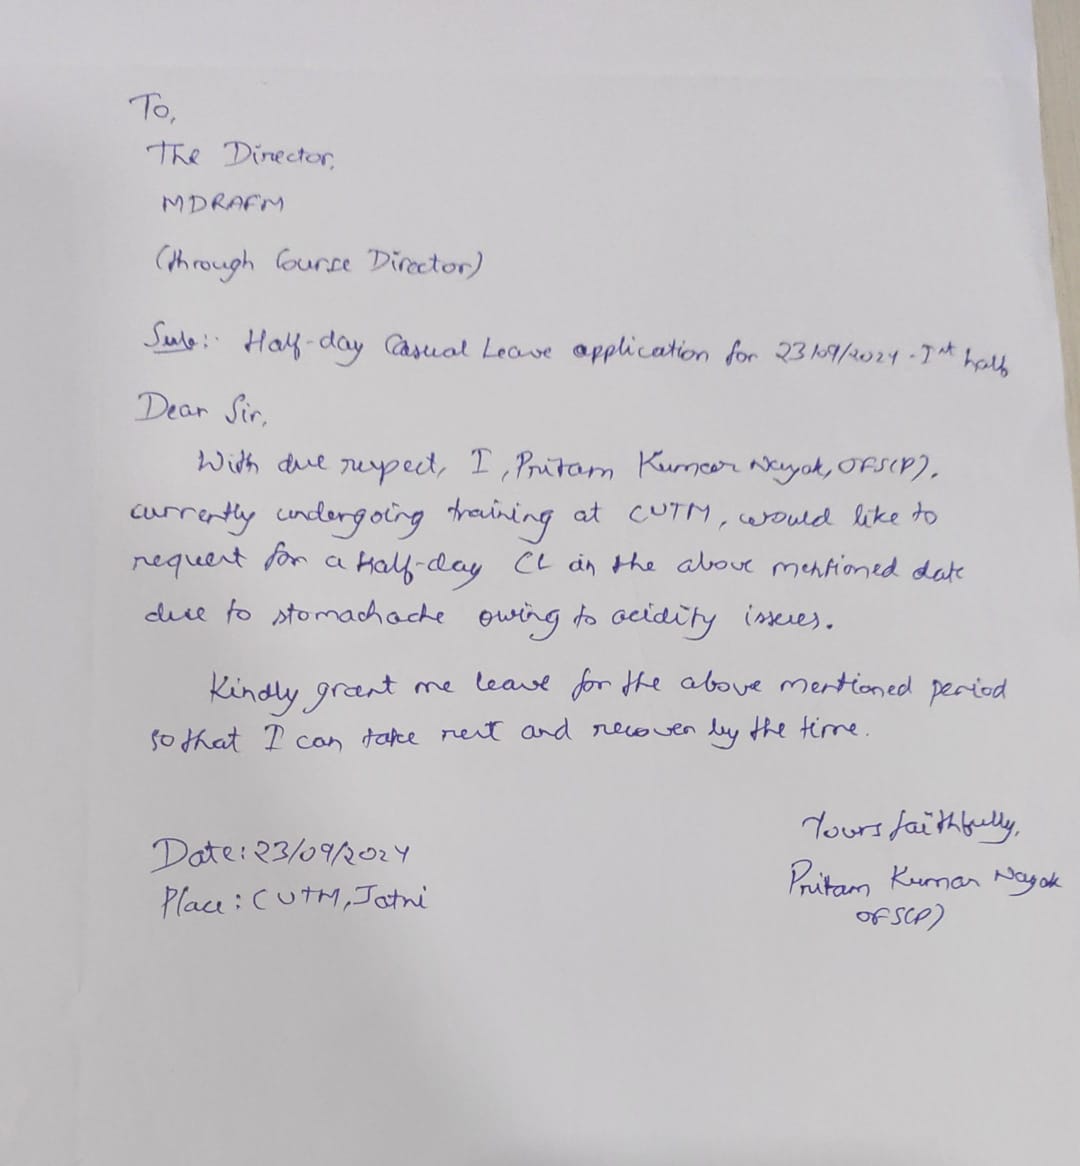 To,
The Director,
MDRAFM
(through Course Director)
Sub:- Half-day Casual Leave application for 23/09/2024 - Ist half
Dear Sir,
With due respect, I, Pritam Kumar Nayak, OFS(P),
currently undergoing training at CUTM, would like to
request for a Half-day CL in the above mentioned date
due to stomachache owing to acidity issues.
Kindly grant me leave for the above mentioned period
so that I can take rest and recover by the time.
Yours faithfully,
Date: 23/09/2024
Pritam Kumar Nayak
Place: CUTM, Jatni
OFS(P)